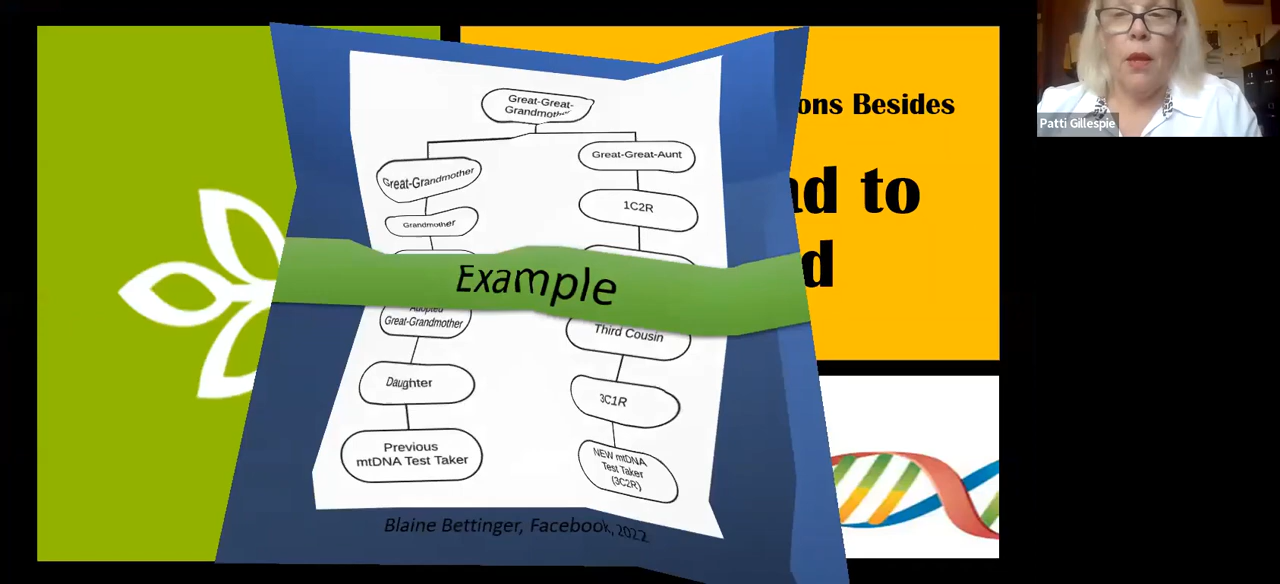 Great-Great-
Grandmother
Great-Great-Aunt
Great-Grandmother
1C2R
Grandmother
Example
Adopted
Great-Grandmother
Third Cousin
Daughter
3C1R
Previous
mtDNA Test Taker
NEW mtDNA
Test Taker
(3C2R)
Blaine Bettinger, Facebook, 2022
ons Besides
ad to
d
Patti Gillespie